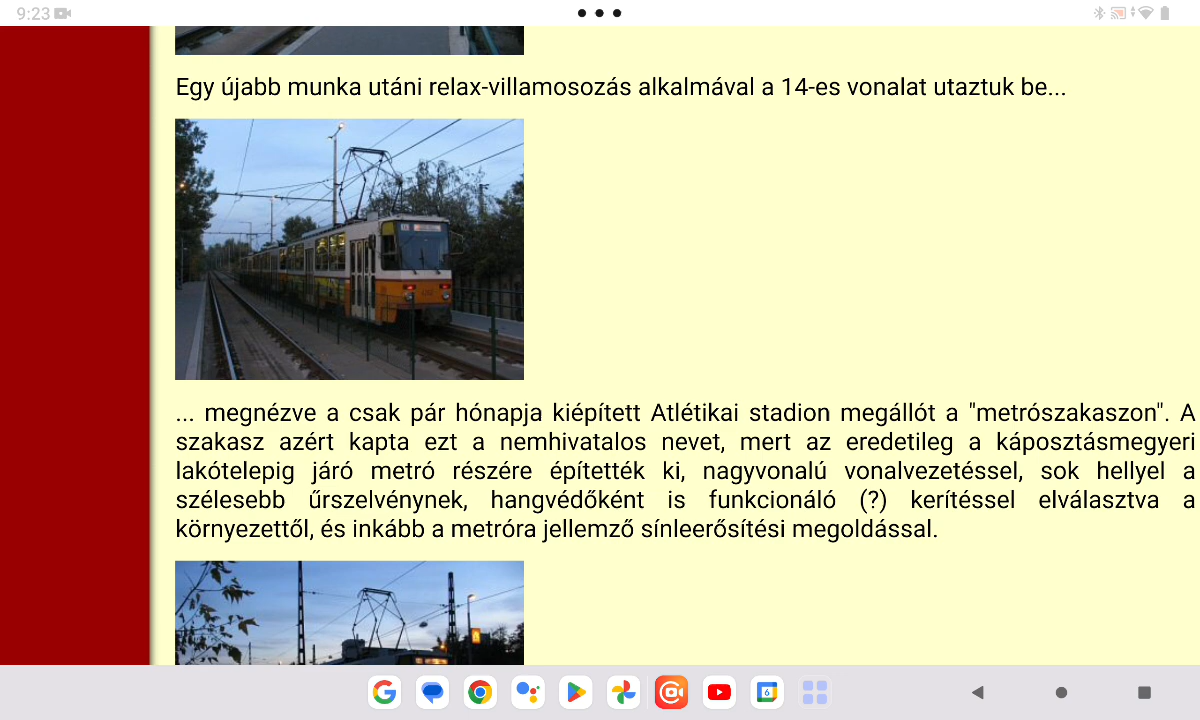 9:23
Egy újabb munka utáni relax-villamosozás alkalmával a 14-es vonalat utaztuk be...
... megnézve a csak pár hónapja kiépített Atlétikai stadion megállót a "metrószakaszon". A
szakasz azért kapta ezt a nemhivatalos nevet, mert az eredetileg a káposztásmegyeri
lakótelepig járó metró részére építették ki, nagyvonalú vonalvezetéssel, sok hellyel a
szélesebb űrszelvénynek, hangvédőként is funkcionáló (?) kerítéssel elválasztva a
környezettől, és inkább a metróra jellemző sínleerősítési megoldással.
6